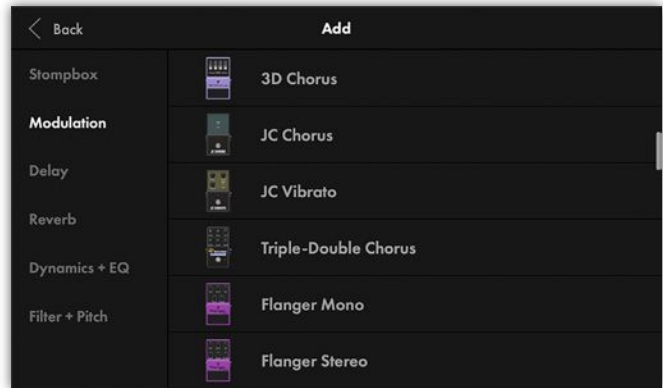 Back
Add
Stompbox
Modulation
Delay
Reverb
Dynamics + EQ
Filter + Pitch
3D Chorus
JC Chorus
JC Vibrato
Triple-Double Chorus
Flanger Mono
Flanger Stereo